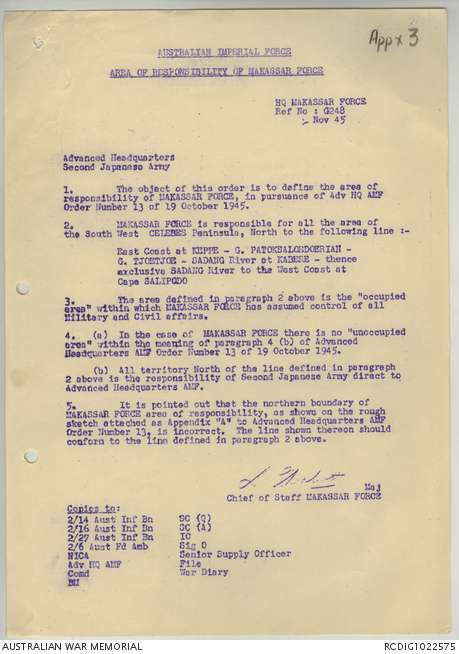 Appx 3
AUSTRALIAN IMPERIAL FORCE
AREA OF RESPONSIBILITY OF MAKASSAR FORCE
HQ MAKASSAR FORCE
Ref No : G248
Nov 45
Advanced Headquarters
Second Japanese Army
1. The object of this order is to define the area of
responsibility of MAKASSAR FORCE, in pursuance of Adv HQ AMF
Order Number 13 of 19 October 1945.
2. MAKASSAR FORCE is responsible for all the area of
the South West CELEBES Peninsula, North to the following line :-
East Coast at KEPPE - G. PATOKSALOEDOERIAN -
G. TJOETJOE - SADANG River at KABERE - thence
exclusive SADANG River to the West Coast at
Cape SALIPODO
3. The area defined in paragraph 2 above is the "occupied
area" within which MAKASSAR FORCE has assumed control of all
Military and Civil affairs.
4. (a) In the case of MAKASSAR FORCE there is no "unoccupied
area" within the meaning of paragraph 4 (b) of Advanced
Headquarters AMF Order Number 13 of 19 October 1945.
(b) All territory North of the line defined in paragraph
2 above is the responsibility of Second Japanese Army direct to
Advanced Headquarters AMF.
5. It is pointed out that the northern boundary of
MAKASSAR FORCE area of responsibility, as shown on the rough
sketch attached as Appendix "A" to Advanced Headquarters AMF
Order Number 13, is incorrect. The line shown thereon should
conform to the line defined in paragraph 2 above.
Maj
Chief of Staff MAKASSAR FORCE
Copies to:
2/14 Aust Inf Bn SC (Q)
2/16 Aust Inf Bn SC (A)
2/27 Aust Inf Bn IO
2/6 Aust Fd Amb Sig O
NICA Senior Supply Officer
Adv HQ AMF File
Comd War Diary
BM
AUSTRALIAN WAR MEMORIAL RCDIG1022575